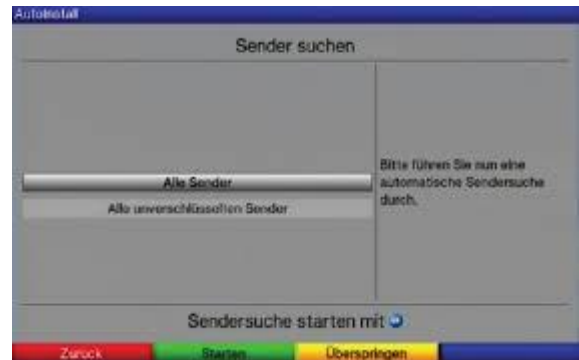 AutoInstall
Sender suchen
Alle Sender
Alle unverschlüsselten Sender
Bitte führen Sie nun eine
automatische Sendersuche
durch.
Sendersuche starten mit
Zurück
Starten
Überspringen